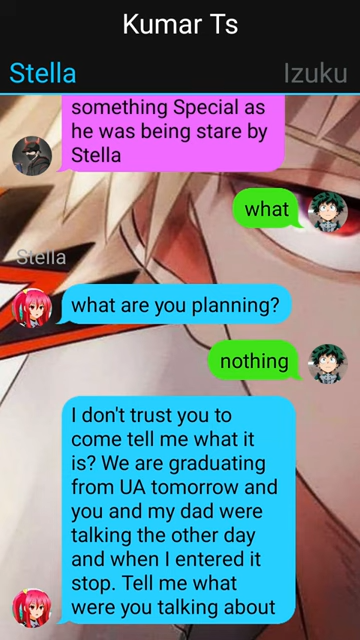 Kumar Ts
Stella Izuku
something Special as
he was being stare by
Stella
what
Stella
what are you planning?
nothing
I don't trust you to
come tell me what it
is? We are graduating
from UA tomorrow and
you and my dad were
talking the other day
and when I entered it
stop. Tell me what
were you talking about